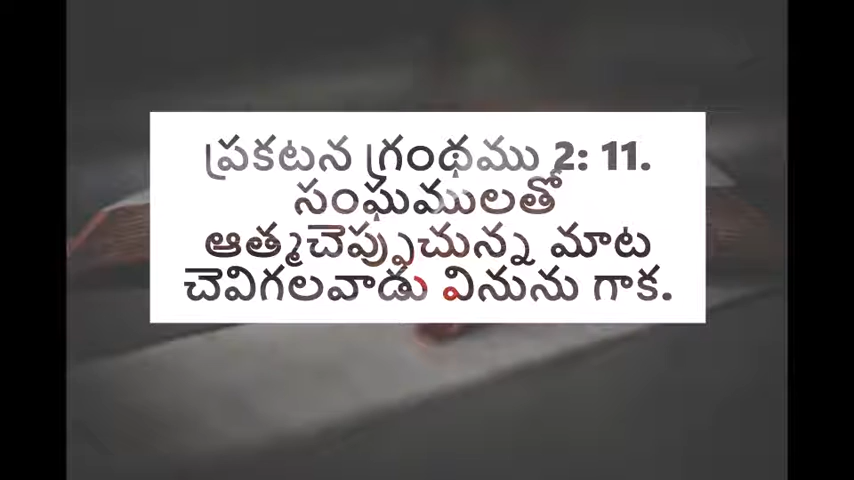 ప్రకటన గ్రంథము 2: 11.
సంఘములతో
ఆత్మచెప్పుచున్న మాట
చెవిగలవాడు వినును గాక.